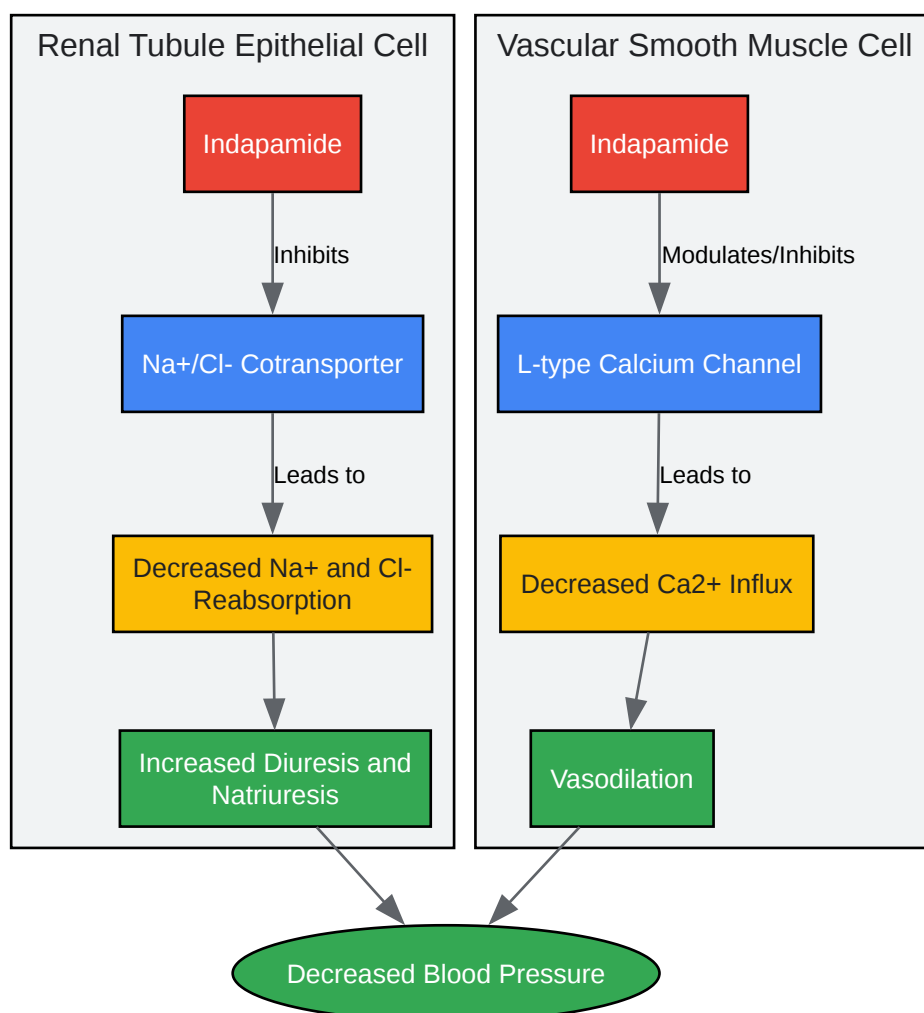 Renal Tubule Epithelial Cell
Indapamide
Inhibits
Na+/Cl- Cotransporter
Leads to
Decreased Na+ and Cl-
Reabsorption
Increased Diuresis and
Natriuresis
Vascular Smooth Muscle Cell
Indapamide
Modulates/Inhibits
L-type Calcium Channel
Leads to
Decreased Ca2+ Influx
Vasodilation
Decreased Blood Pressure